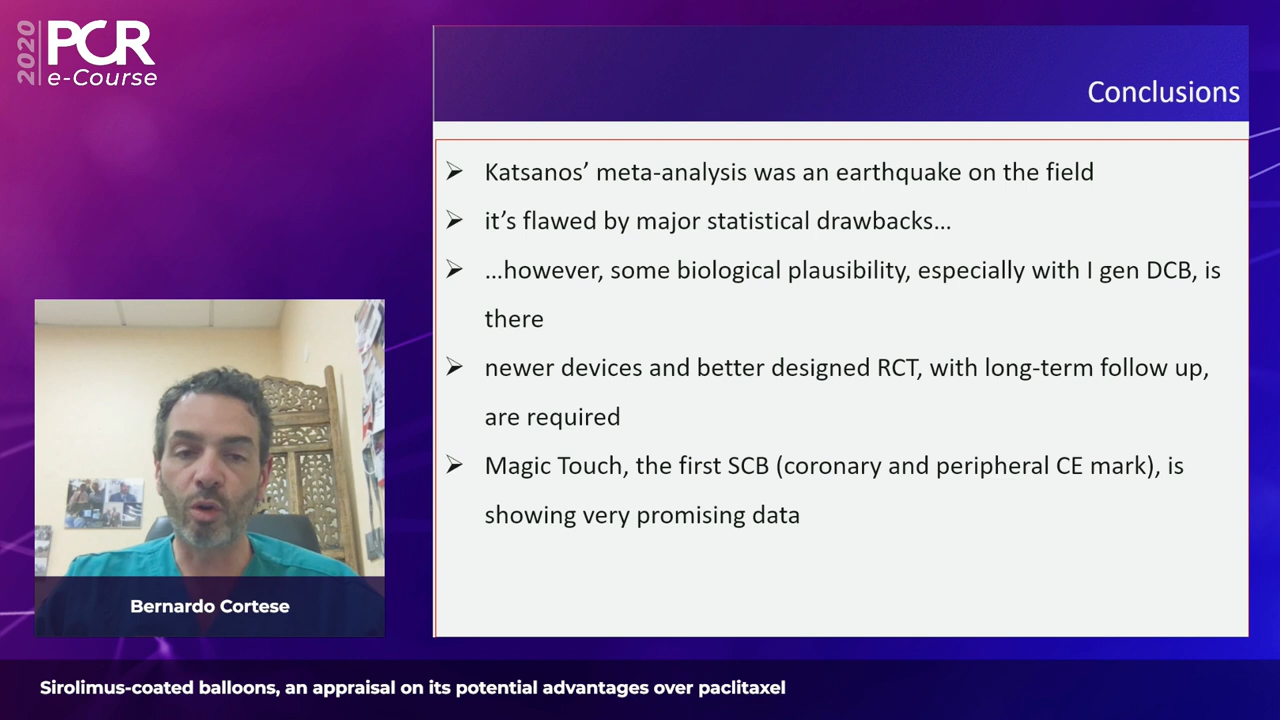 2020
PCR
e-Course
Conclusions
➢ Katsanos’ meta-analysis was an earthquake on the field
➢ it’s flawed by major statistical drawbacks…
➢ …however, some biological plausibility, especially with I gen DCB, is
there
➢ newer devices and better designed RCT, with long-term follow up,
are required
➢ Magic Touch, the first SCB (coronary and peripheral CE mark), is
showing very promising data
Bernardo Cortese
Sirolimus-coated balloons, an appraisal on its potential advantages over paclitaxel